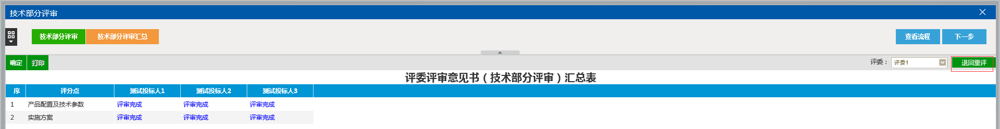 技术部分评审
技术部分评审 技术部分评审汇总 查看流程 下一步
确定 打印 评委： 评委1 退回重评
评委评审意见书（技术部分评审）汇总表
序 评分点 测试投标人1 测试投标人2 测试投标人3
1 产品配置及技术参数 评审完成 评审完成 评审完成
2 实施方案 评审完成 评审完成 评审完成